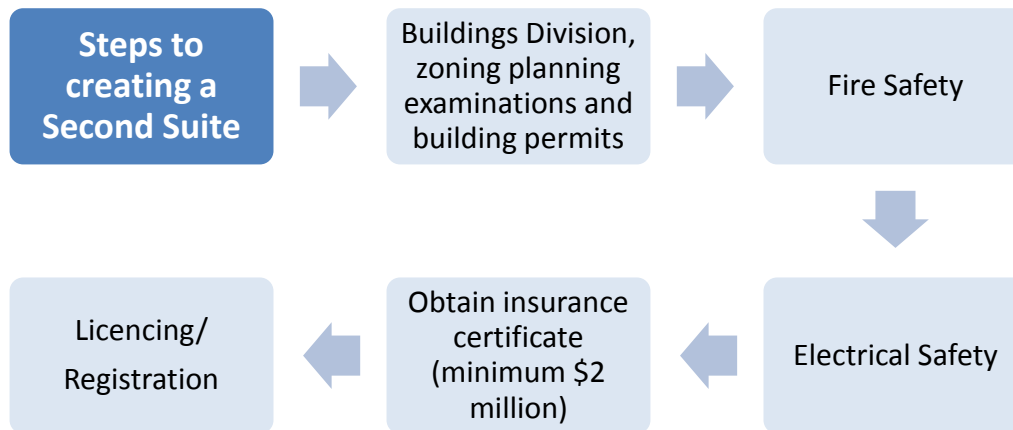 Steps to
creating a
Second Suite
Buildings Division,
zoning planning
examinations and
building permits
Fire Safety
Electrical Safety
Obtain insurance
certificate
(minimum $2
million)
Licencing/
Registration